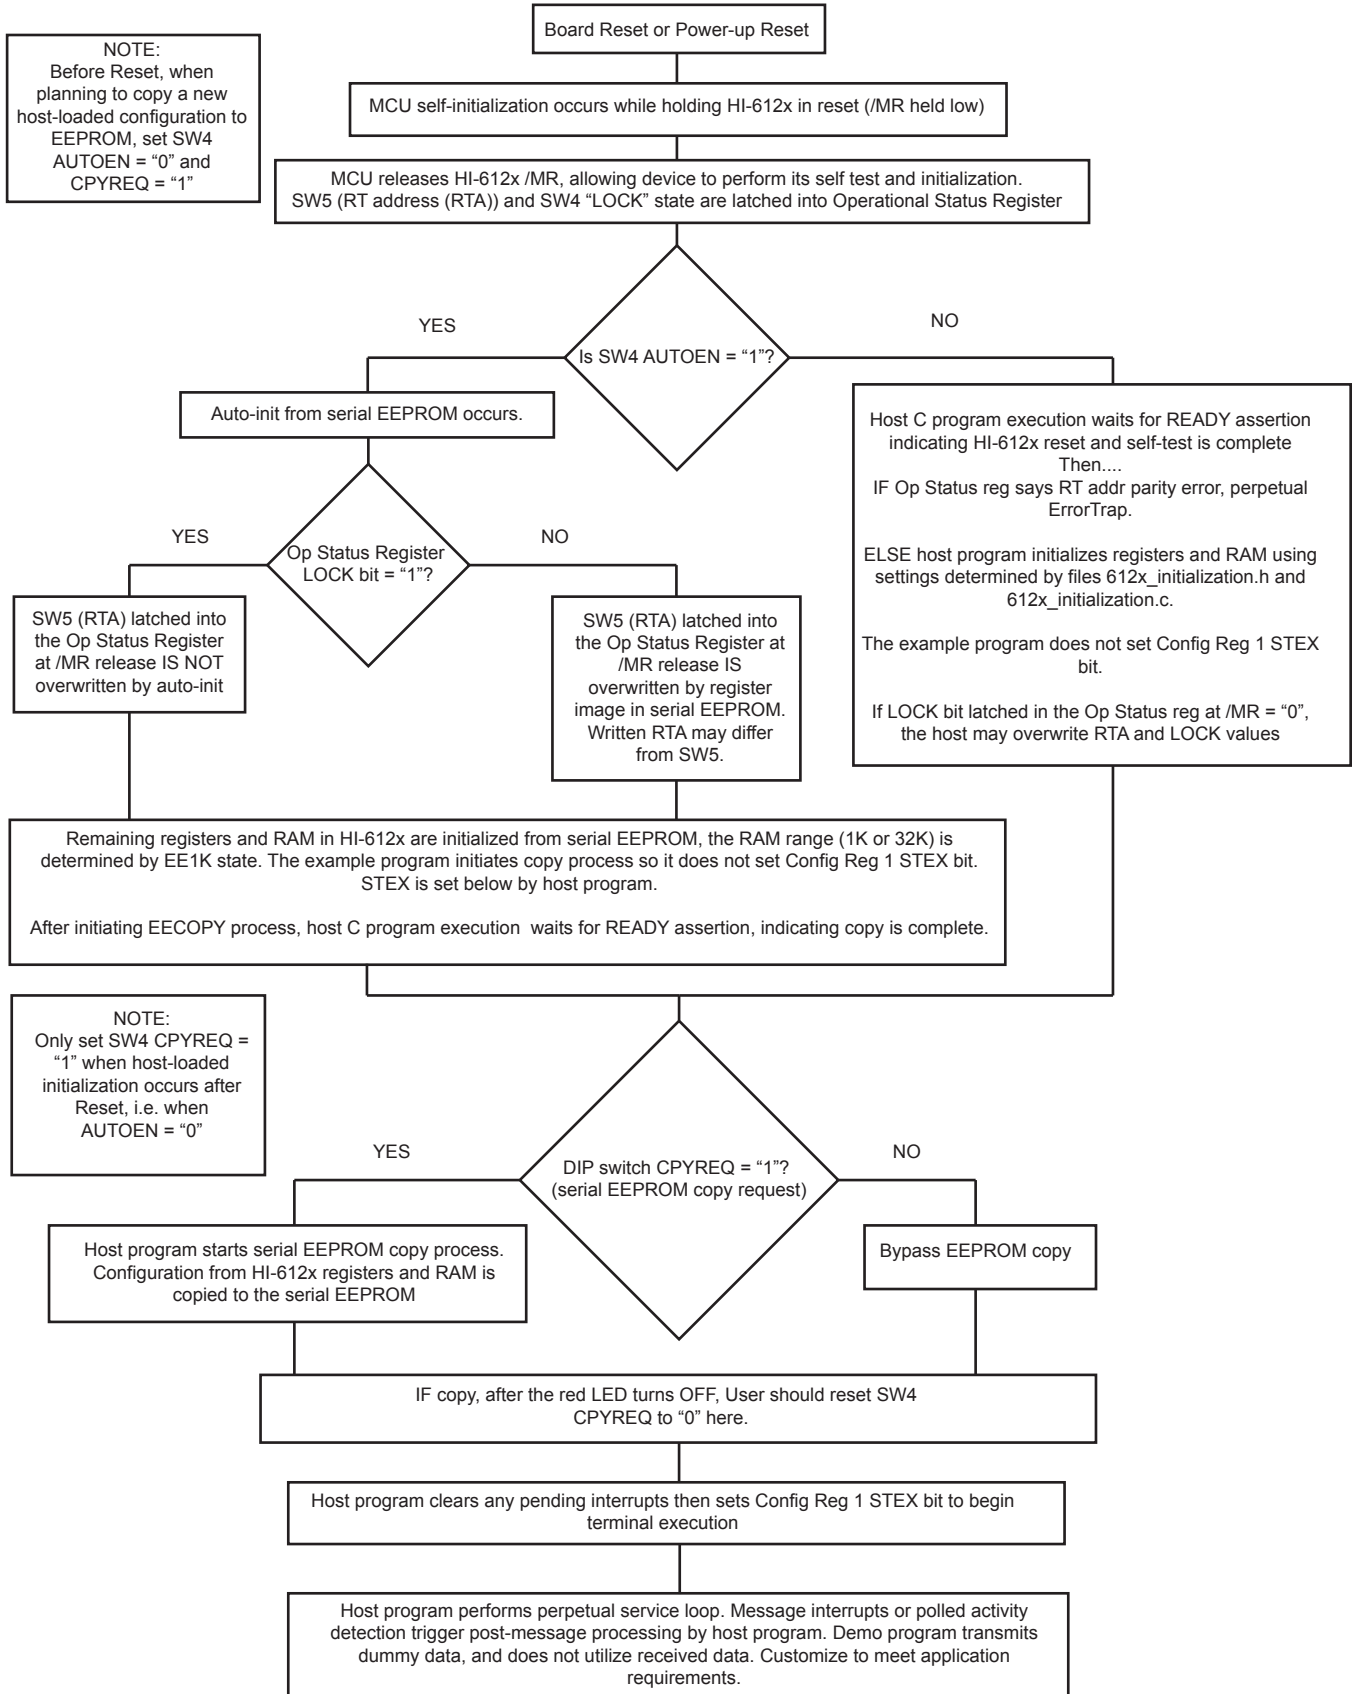 Board Reset or Power-up Reset
NOTE:
Before Reset, when
planning to copy a new
host-loaded configuration to
EEPROM, set SW4
AUTOEN = “0” and
CPYREQ = “1”
MCU self-initialization occurs while holding HI-612x in reset (/MR held low)
MCU releases HI-612x /MR, allowing device to perform its self test and initialization.
SW5 (RT address (RTA)) and SW4 “LOCK” state are latched into Operational Status Register
Is SW4 AUTOEN = “1”?
YES
NO
Auto-init from serial EEPROM occurs.
Op Status Register
LOCK bit = “1”?
YES
NO
SW5 (RTA) latched into
the Op Status Register
at /MR release IS NOT
overwritten by auto-init
SW5 (RTA) latched into
the Op Status Register at
/MR release IS
overwritten by register
image in serial EEPROM.
Written RTA may differ
from SW5.
Host C program execution waits for READY assertion
indicating HI-612x reset and self-test is complete
Then....
IF Op Status reg says RT addr parity error, perpetual
ErrorTrap.
ELSE host program initializes registers and RAM using
settings determined by files 612x_initialization.h and
612x_initialization.c.
The example program does not set Config Reg 1 STEX
bit.
If LOCK bit latched in the Op Status reg at /MR = “0”,
the host may overwrite RTA and LOCK values
Remaining registers and RAM in HI-612x are initialized from serial EEPROM, the RAM range (1K or 32K) is
determined by EE1K state. The example program initiates copy process so it does not set Config Reg 1 STEX bit.
STEX is set below by host program.
After initiating EECOPY process, host C program execution waits for READY assertion, indicating copy is complete.
NOTE:
Only set SW4 CPYREQ =
“1” when host-loaded
initialization occurs after
Reset, i.e. when
AUTOEN = “0”
DIP switch CPYREQ = “1”?
(serial EEPROM copy request)
YES
NO
Host program starts serial EEPROM copy process.
Configuration from HI-612x registers and RAM is
copied to the serial EEPROM
Bypass EEPROM copy
IF copy, after the red LED turns OFF, User should reset SW4
CPYREQ to “0” here.
Host program clears any pending interrupts then sets Config Reg 1 STEX bit to begin
terminal execution
Host program performs perpetual service loop. Message interrupts or polled activity
detection trigger post-message processing by host program. Demo program transmits
dummy data, and does not utilize received data. Customize to meet application
requirements.